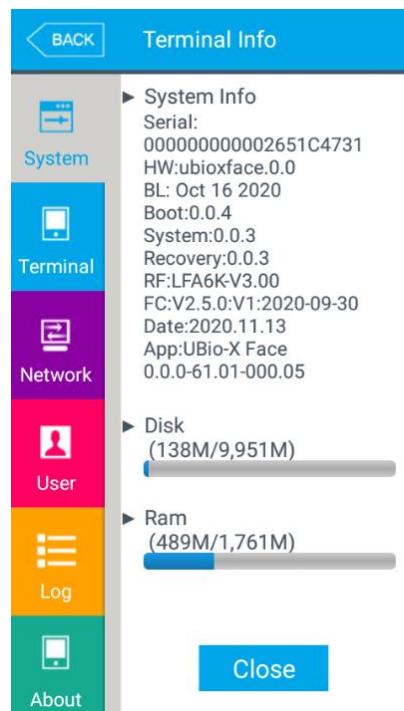 BACK
Terminal Info
System
Terminal
Network
User
Log
About
System Info
Serial:
000000000002651C4731
HW:ubioxface.0.0
BL: Oct 16 2020
Boot:0.0.4
System:0.0.3
Recovery:0.0.3
RF:LFA6K-V3.00
FC:V2.5.0:V1:2020-09-30
Date:2020.11.13
App:UBio-X Face
0.0.0-61.01-000.05
Disk
(138M/9,951M)
Ram
(489M/1,761M)
Close